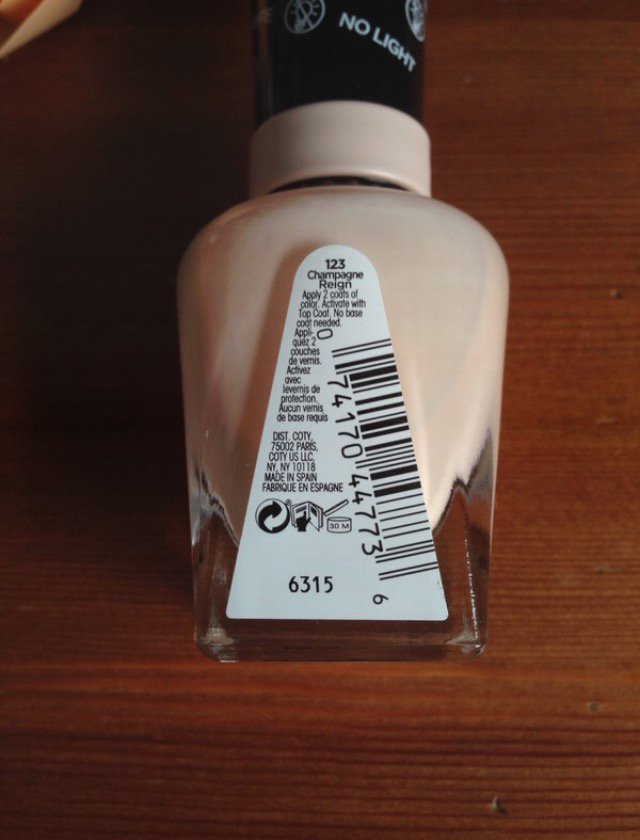 NO LIGHT
123
Champagne
Reign
Apply 2 coats of
color. Activate with
Top Coat. No base
coat needed.
Appli-
quez 2
couches
de vernis.
Activez
avec
levernis de
protection.
Aucun vernis
de base requis
DIST. COTY,
75002 PARIS,
COTY US LLC,
NY, NY 10118
MADE IN SPAIN
FABRIQUE EN ESPAGNE
30 M
6315
0 74170 44773 6